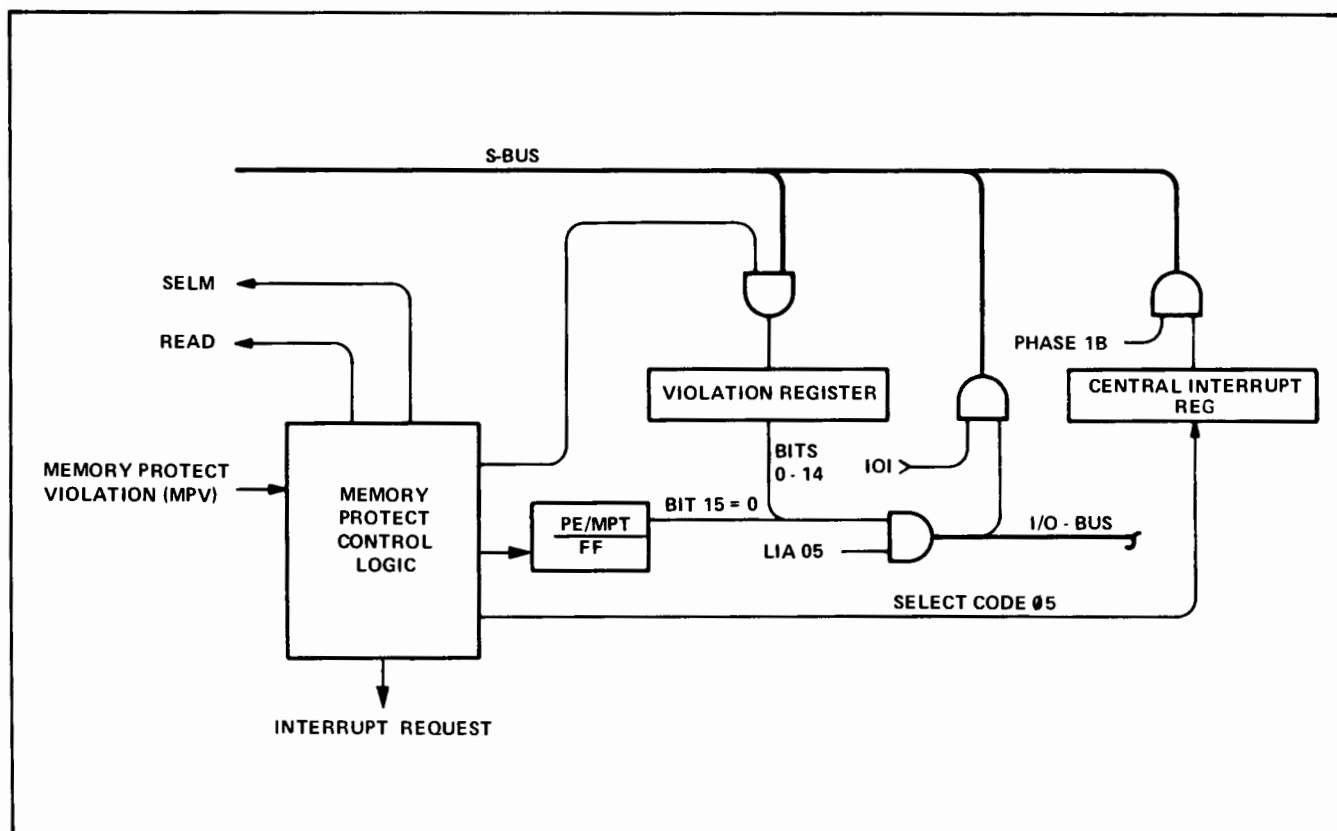 S-BUS
SELM
READ
PHASE 1B
VIOLATION REGISTER
CENTRAL INTERRUPT
REG
BITS
0 - 14
IOI
MEMORY PROTECT
VIOLATION (MPV)
MEMORY
PROTECT
CONTROL
LOGIC
PE/MPT
FF
BIT 15 = 0
LIA 05
I/O - BUS
SELECT CODE Ø5
INTERRUPT REQUEST